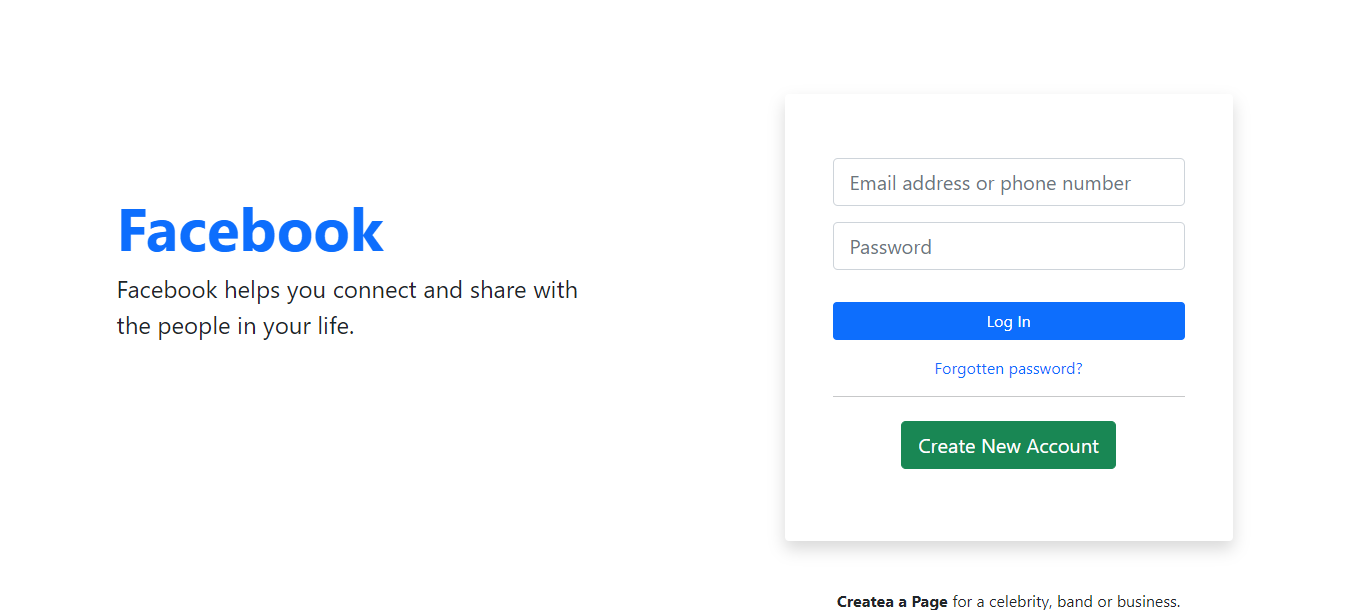 Facebook
Facebook helps you connect and share with
the people in your life.
Email address or phone number
Password
Log In
Forgotten password?
Create New Account
Createa a Page for a celebrity, band or business.